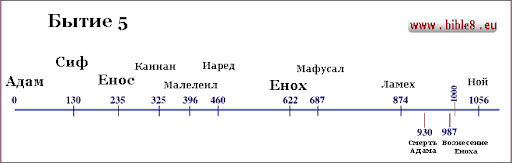 Бытие 5
www.bible8.eu
Адам
Сиф
Енос
Каинан
Малелеил
Иаред
Енох
Мафусал
Ламех
Ной
0 130 235 325 396 460 622 687 874 1000 1056
930 987
Смерть Адама
Вознесение Еноха